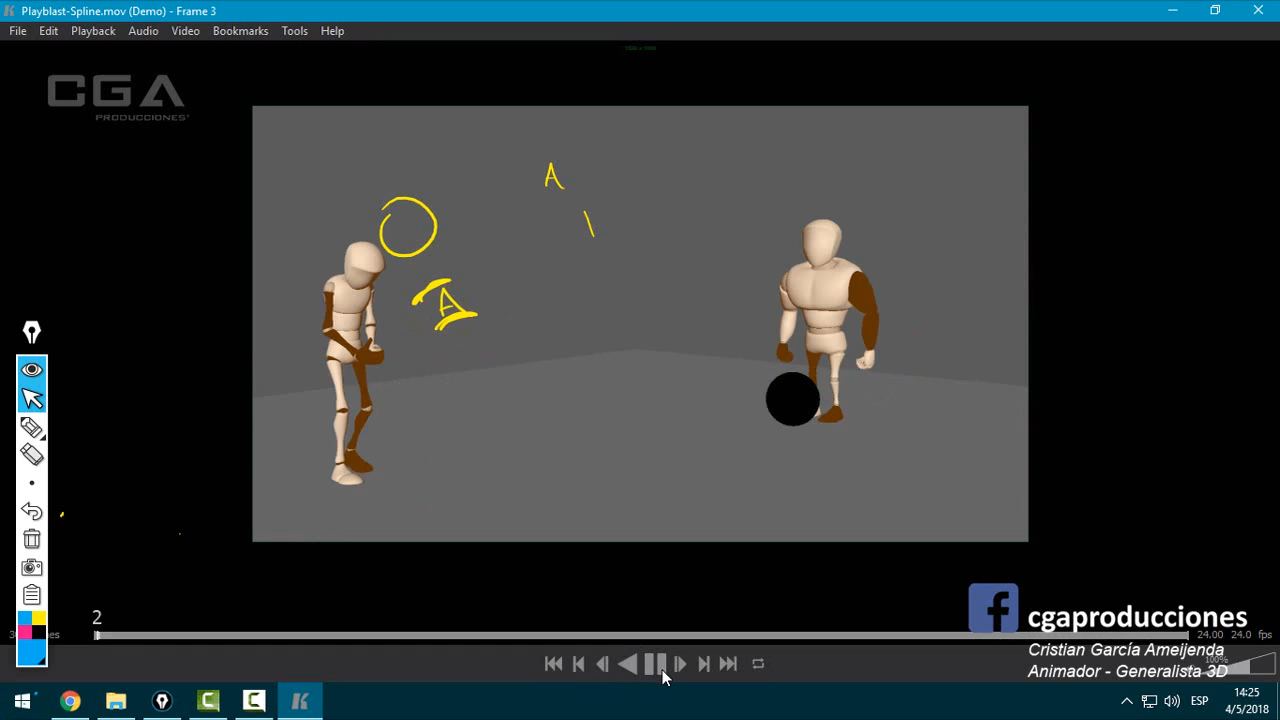 Playblast-Spline.mov (Demo) - Frame 3
File Edit Playback Audio Video Bookmarks Tools Help
CGA
PRODUCCIONES
A
A
2
24.00 24.0 fps
100%
f
cgaproducciones
Cristian García Ameijenda
Animador - Generalista 3D
ESP
14:25
4/5/2018